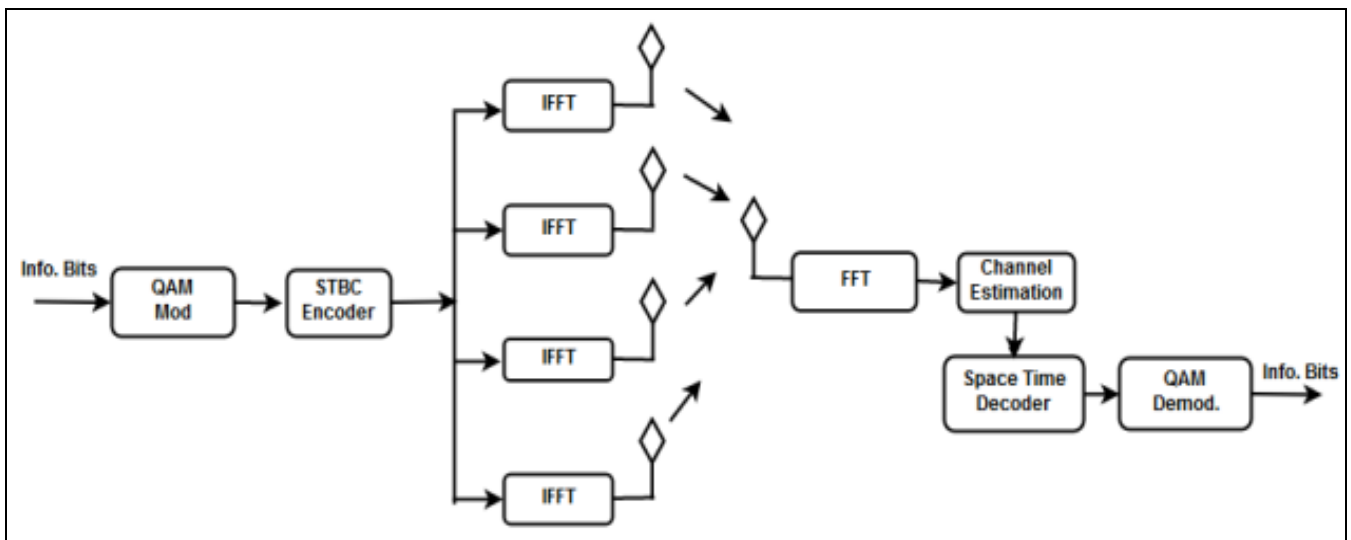 Info. Bits
QAM
Mod
STBC
Encoder
IFFT
IFFT
IFFT
IFFT
FFT
Channel
Estimation
Space Time
Decoder
QAM
Demod.
Info. Bits